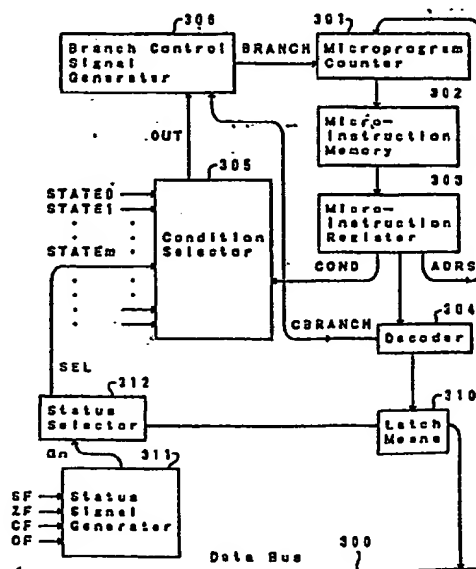 306
Branch Control
Signal
Generator
BRANCH
301
Microprogram
Counter
302
Micro-
Instruction
Memory
OUT
305
303
STATE0
STATE1
STATEm
Condition
Selector
Micro-
Instruction
Register
COND
ADRS
304
CBRANCH
Decoder
SEL
312
310
Status
Selector
Latch
Means
Gn
311
SF
ZF
CF
OF
Status
Signal
Generator
Data Bus
300